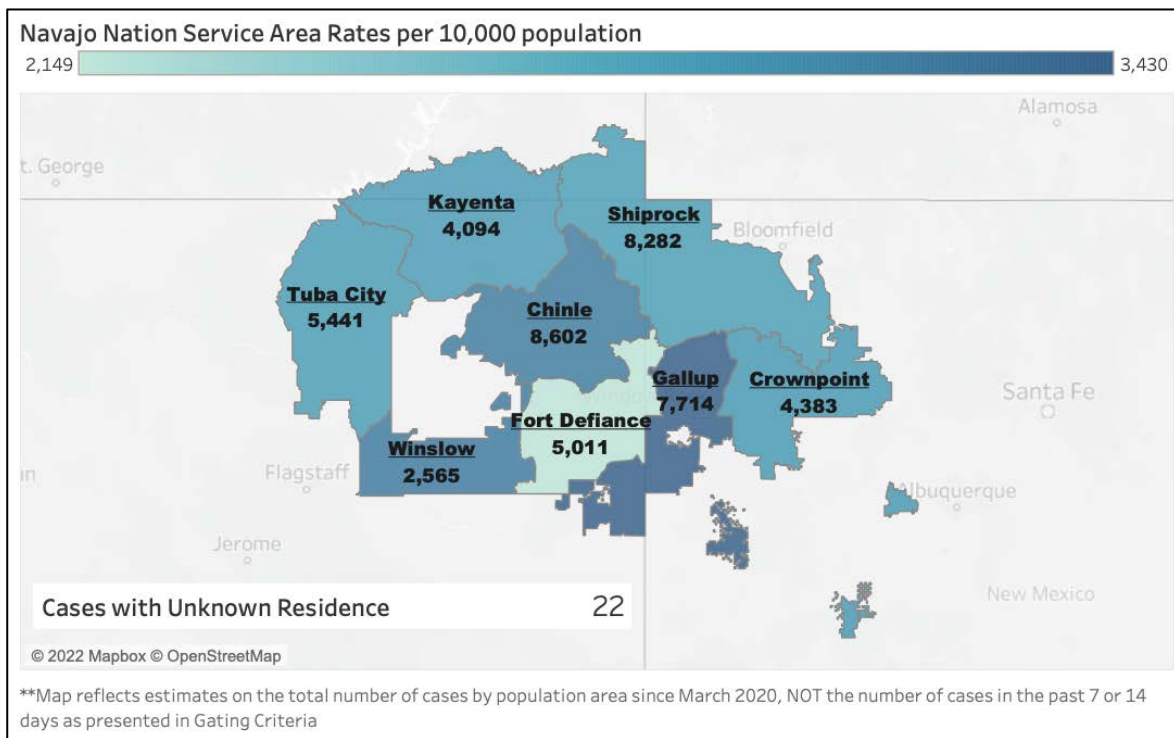 Navajo Nation Service Area Rates per 10,000 population
2,149
3,430
Alamosa
t. George
Kayenta
4,094
Shiprock
8,282
Bloomfield
Tuba City
5,441
Chinle
8,602
Gallup
7,714
Crownpoint
4,383
Santa Fe
Fort Defiance
5,011
Winslow
2,565
Flagstaff
an
Albuquerque
Jerome
New Mexico
Cases with Unknown Residence 22
© 2022 Mapbox © OpenStreetMap
**Map reflects estimates on the total number of cases by population area since March 2020, NOT the number of cases in the past 7 or 14
days as presented in Gating Criteria